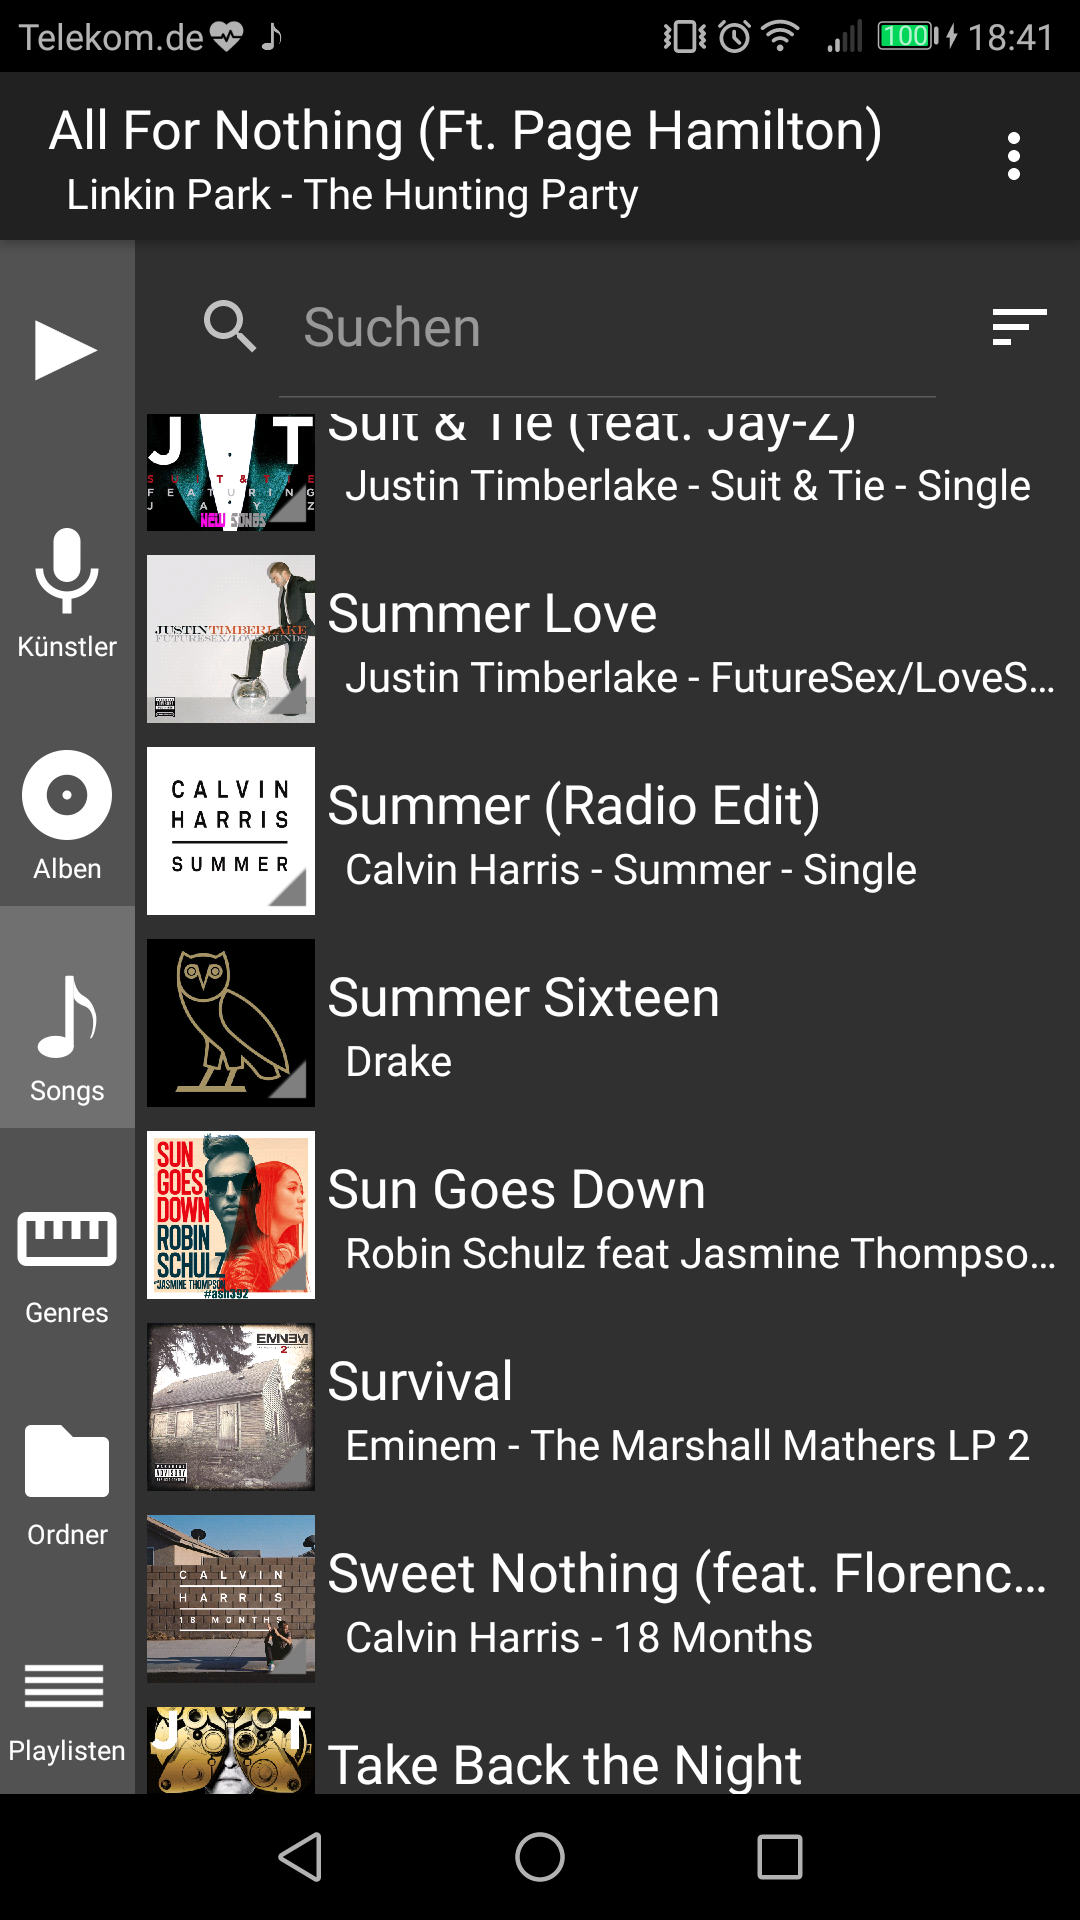 Telekom.de 100 18:41
All For Nothing (Ft. Page Hamilton)
Linkin Park - The Hunting Party
Suchen
Künstler
Alben
Songs
Genres
Ordner
Playlisten
J T
SUIT & TIE
FEATURING
JAY Z
NEW SONGS
Suit & Tie (feat. Jay-Z)
Justin Timberlake - Suit & Tie - Single
JUSTIN TIMBERLAKE
FUTURESEX/LOVESOUNDS
Summer Love
Justin Timberlake - FutureSex/LoveS...
CALVIN
HARRIS
SUMMER
Summer (Radio Edit)
Calvin Harris - Summer - Single
Summer Sixteen
Drake
SUN
GOES
DOWN
ROBIN
SCHULZ
JASMINE THOMPSON
Sun Goes Down
Robin Schulz feat Jasmine Thompso...
EMINEM
2
Survival
Eminem - The Marshall Mathers LP 2
CALVIN
HARRIS
18 MONTHS
Sweet Nothing (feat. Florenc...
Calvin Harris - 18 Months
J T
Take Back the Night